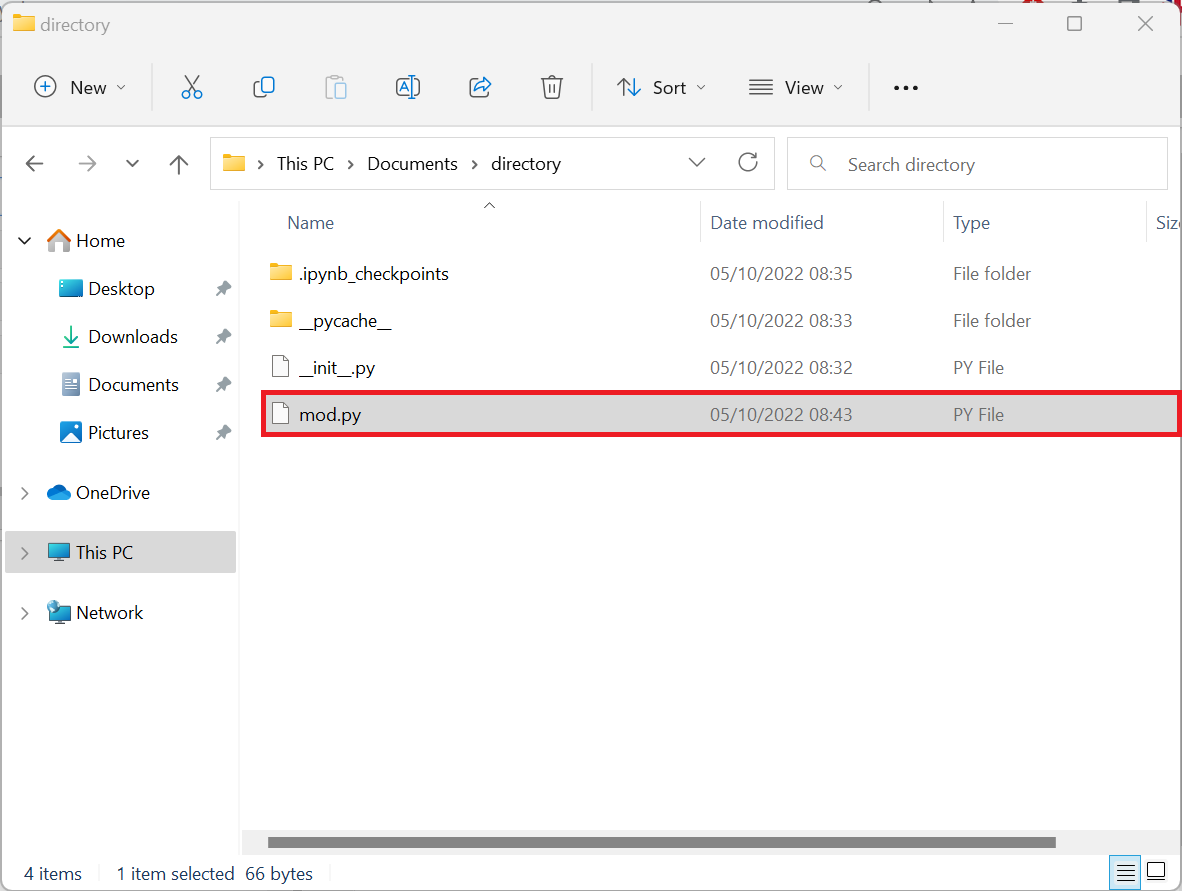 directory
New Sort View
This PC Documents directory Search directory
Name Date modified Type Siz
Home
.ipynb_checkpoints 05/10/2022 08:35 File folder
Desktop
__pycache__ 05/10/2022 08:33 File folder
Downloads
__init__.py 05/10/2022 08:32 PY File
Documents
mod.py 05/10/2022 08:43 PY File
Pictures
OneDrive
This PC
Network
4 items 1 item selected 66 bytes